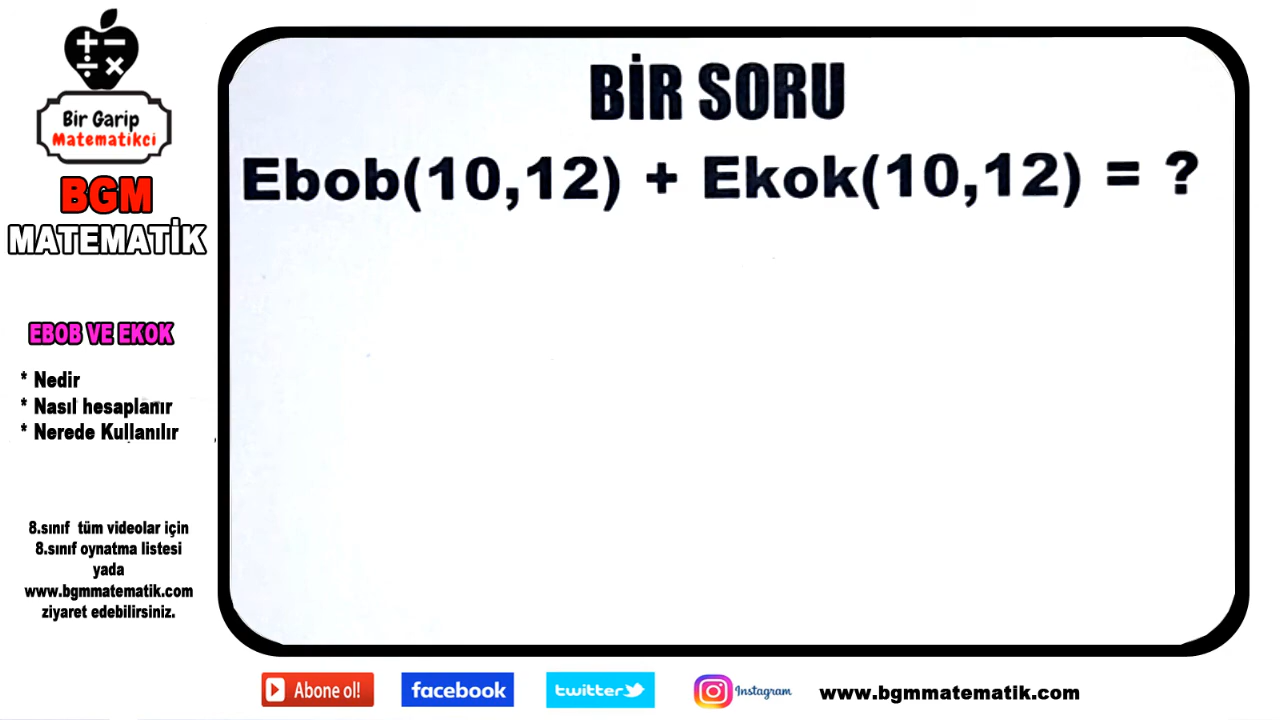 Bir Garip
Matematikci
BGM
MATEMATİK
EBOB VE EKOK
* Nedir
* Nasıl hesaplanır
* Nerede Kullanılır
8.sınıf tüm videolar için
8.sınıf oynatma listesi
yada
www.bgmmatematik.com
ziyaret edebilirsiniz.
BİR SORU
Ebob(10,12) + Ekok(10,12) = ?
Abone ol!
facebook
twitter
Instagram
www.bgmmatematik.com